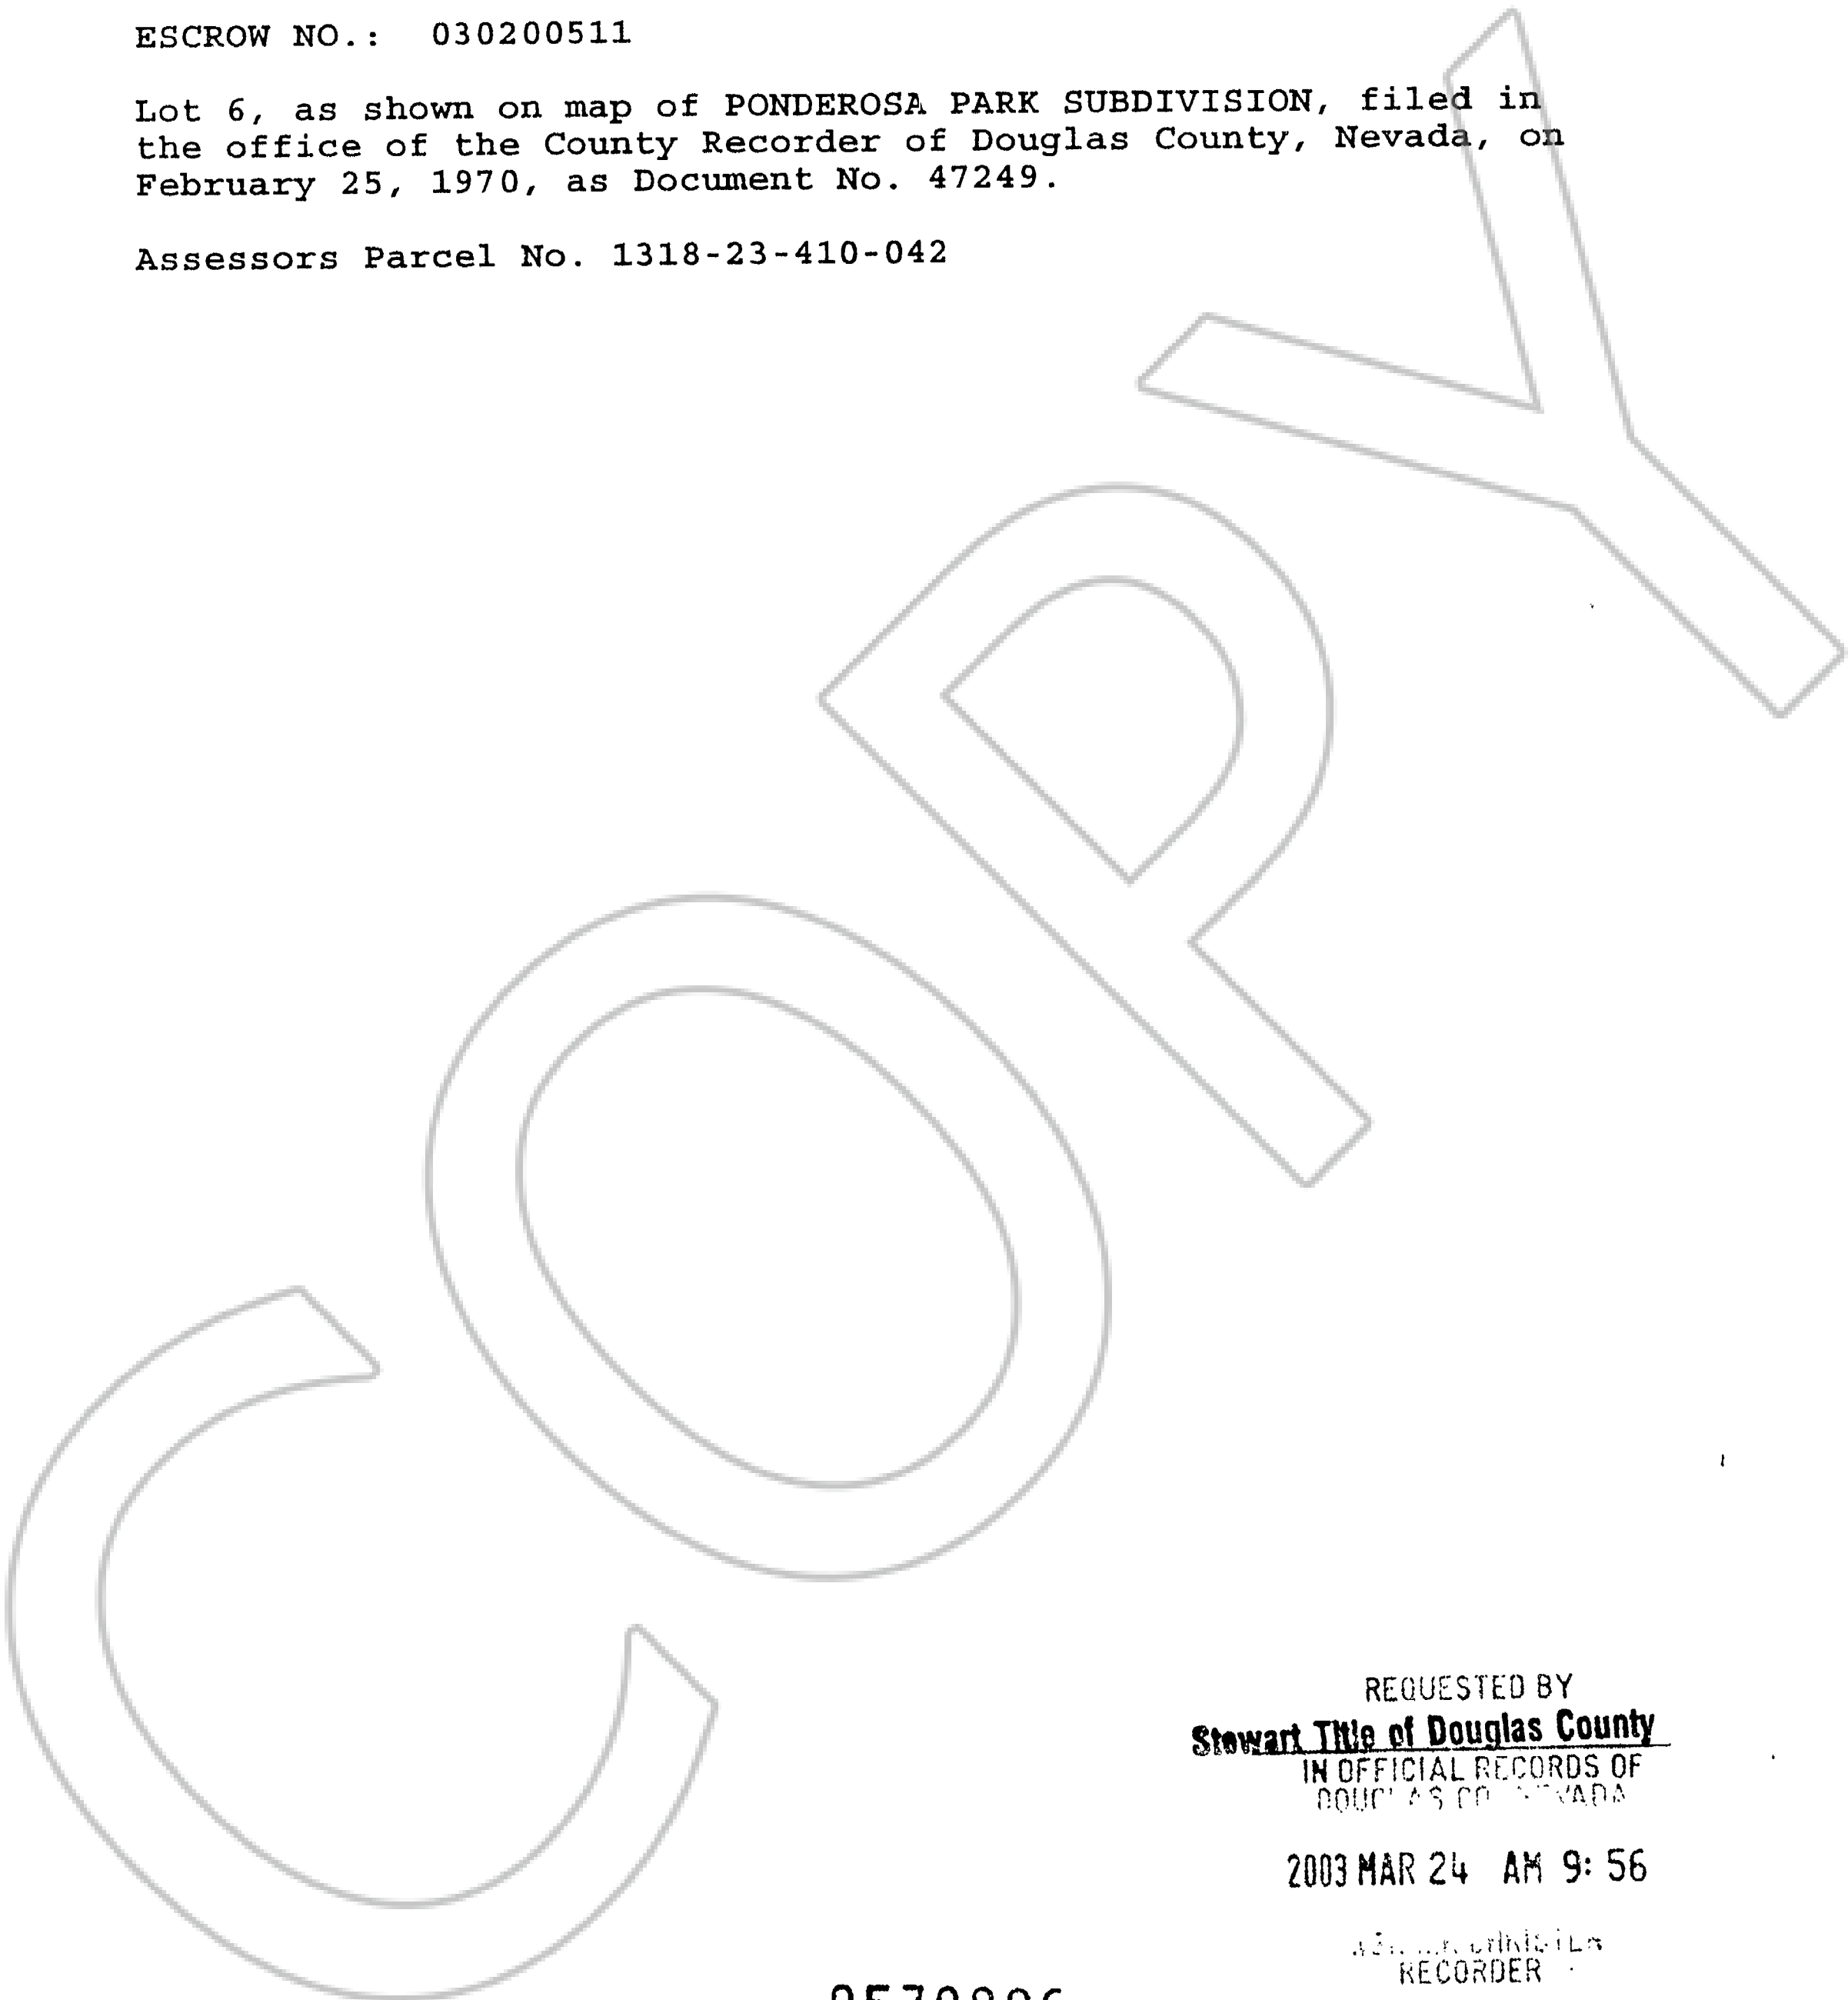 ESCROW NO.: 030200511
Lot 6, as shown on map of PONDEROSA PARK SUBDIVISION, filed in
the office of the County Recorder of Douglas County, Nevada, on
February 25, 1970, as Document No. 47249.
Assessors Parcel No. 1318-23-410-042
COPY
REQUESTED BY
Stewart Title of Douglas County
IN OFFICIAL RECORDS OF
2003 MAR 24 AM 9:56
RECORDER